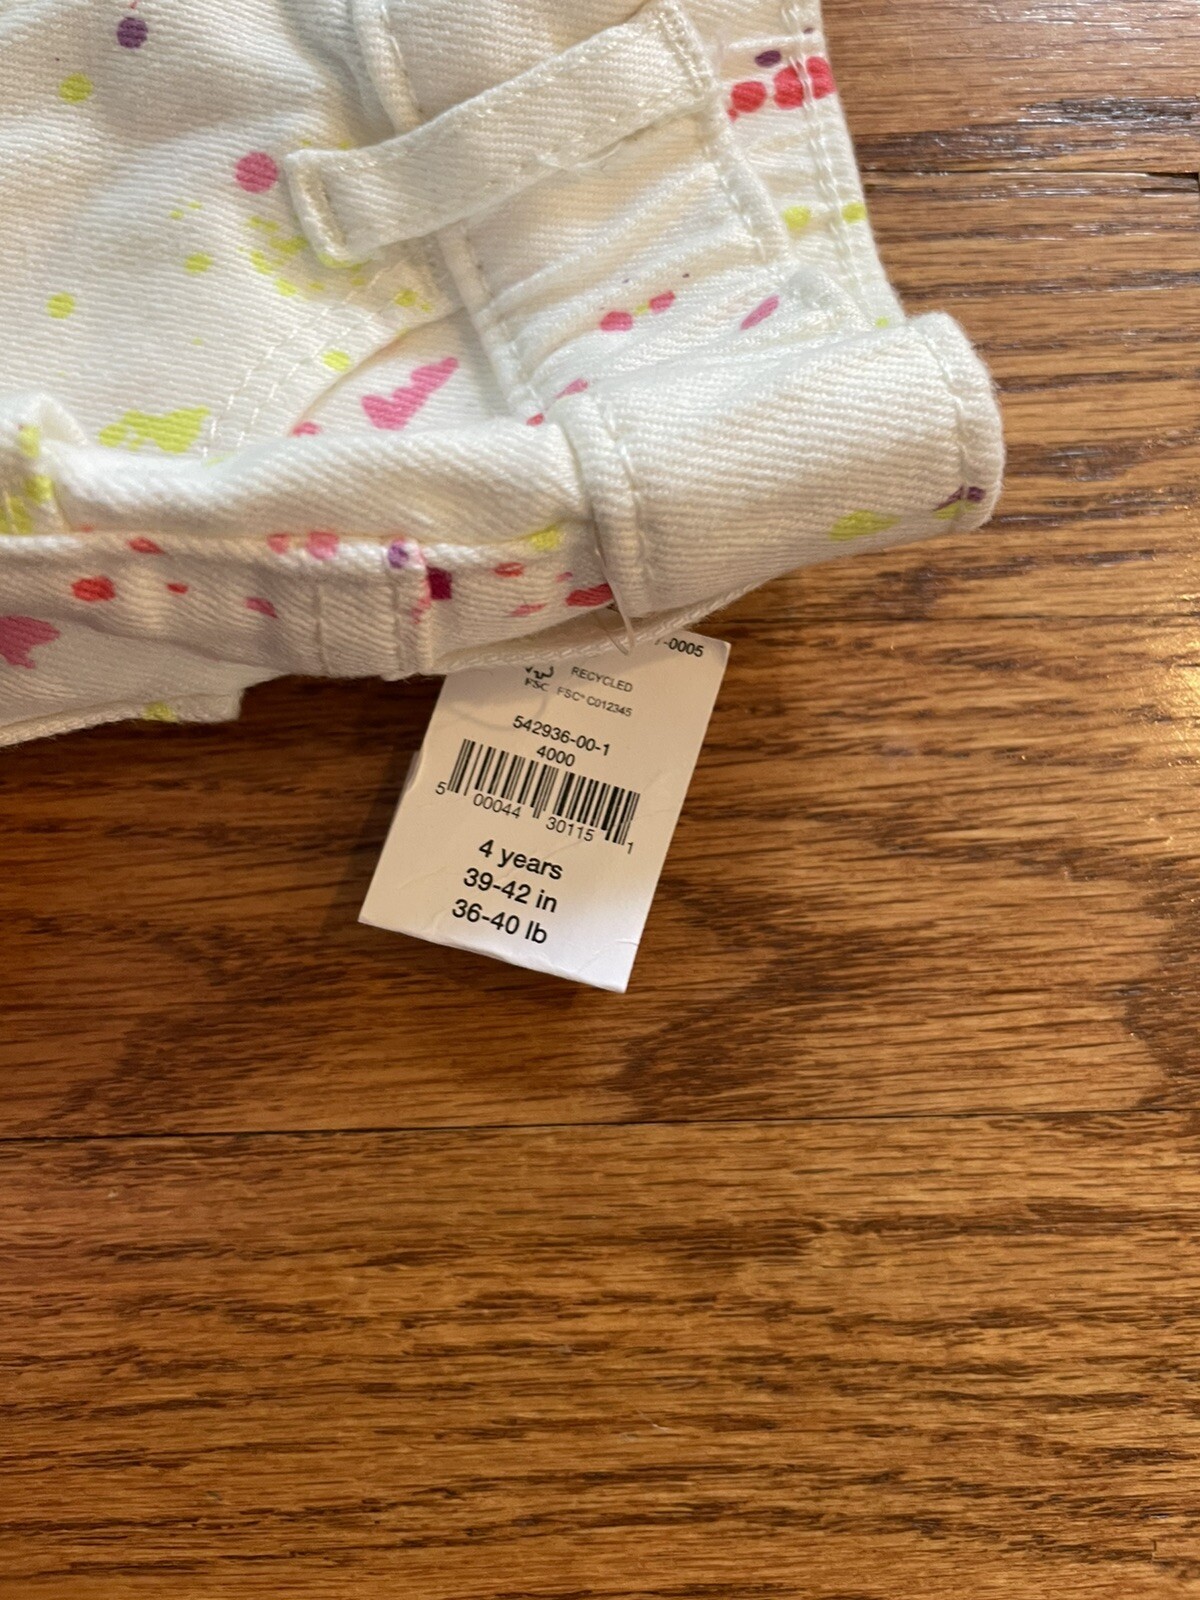 -0005
RECYCLED
FSC FSC® C012345
542936-00-1
4000
5 00044 30115 1
4 years
39-42 in
36-40 lb